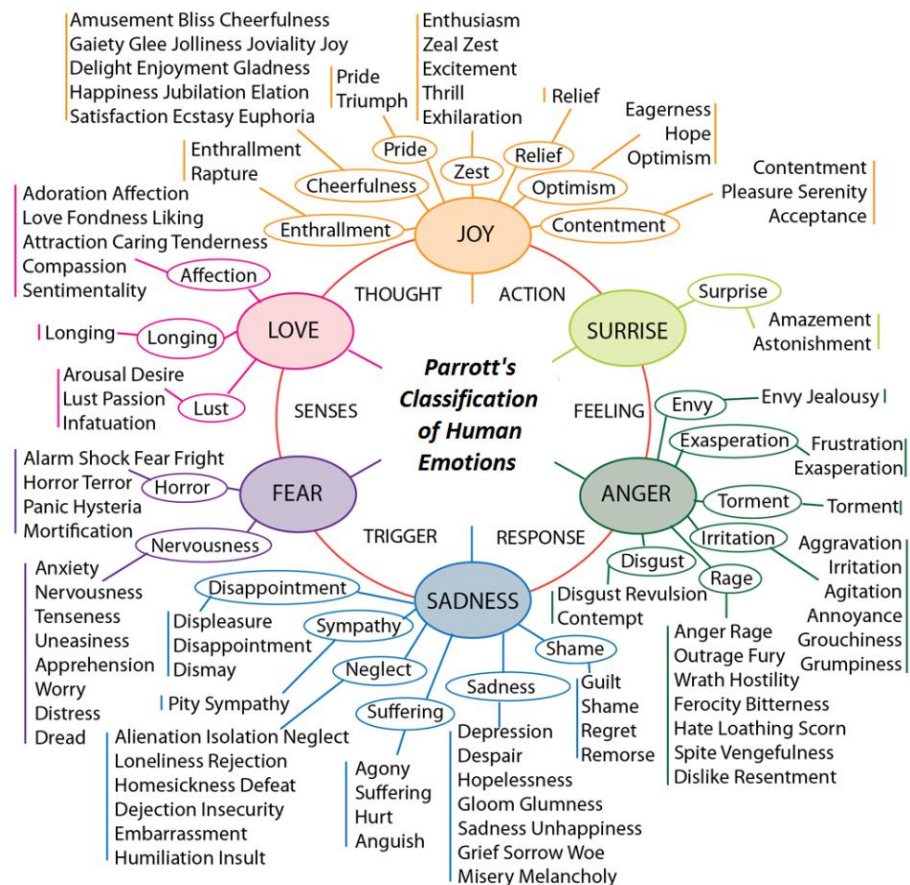 Amusement Bliss Cheerfulness
Gaiety Glee Jolliness Joviality Joy
Delight Enjoyment Gladness
Happiness Jubilation Elation
Satisfaction Ecstasy Euphoria
Pride
Triumph
Enthusiasm
Zeal Zest
Excitement
Thrill
Exhilaration
Relief
Eagerness
Hope
Optimism
Contentment
Pleasure Serenity
Acceptance
Enthrallment
Rapture
Pride
Zest
Relief
Cheerfulness
Optimism
Enthrallment
Contentment
JOY
Adoration Affection
Love Fondness Liking
Attraction Caring Tenderness
Compassion
Sentimentality
Affection
Longing
Longing
Arousal Desire
Lust Passion
Infatuation
Lust
LOVE
THOUGHT
ACTION
SURRISE
Surprise
Amazement
Astonishment
Parrott's
Classification
of Human
Emotions
SENSES
FEELING
Envy
Envy Jealousy
Exasperation
Frustration
Exasperation
ANGER
Torment
Torment
Irritation
Aggravation
Irritation
Agitation
Annoyance
Grouchiness
Grumpiness
Disgust
Disgust Revulsion
Contempt
Rage
Anger Rage
Outrage Fury
Wrath Hostility
Ferocity Bitterness
Hate Loathing Scorn
Spite Vengefulness
Dislike Resentment
Alarm Shock Fear Fright
Horror Terror
Panic Hysteria
Mortification
Horror
FEAR
Nervousness
Anxiety
Nervousness
Tenseness
Uneasiness
Apprehension
Worry
Distress
Dread
TRIGGER
RESPONSE
SADNESS
Disappointment
Displeasure
Disappointment
Dismay
Sympathy
Pity Sympathy
Neglect
Alienation Isolation Neglect
Loneliness Rejection
Homesickness Defeat
Dejection Insecurity
Embarrassment
Humiliation Insult
Suffering
Agony
Suffering
Hurt
Anguish
Sadness
Depression
Despair
Hopelessness
Gloom Glumness
Sadness Unhappiness
Grief Sorrow Woe
Misery Melancholy
Shame
Guilt
Shame
Regret
Remorse